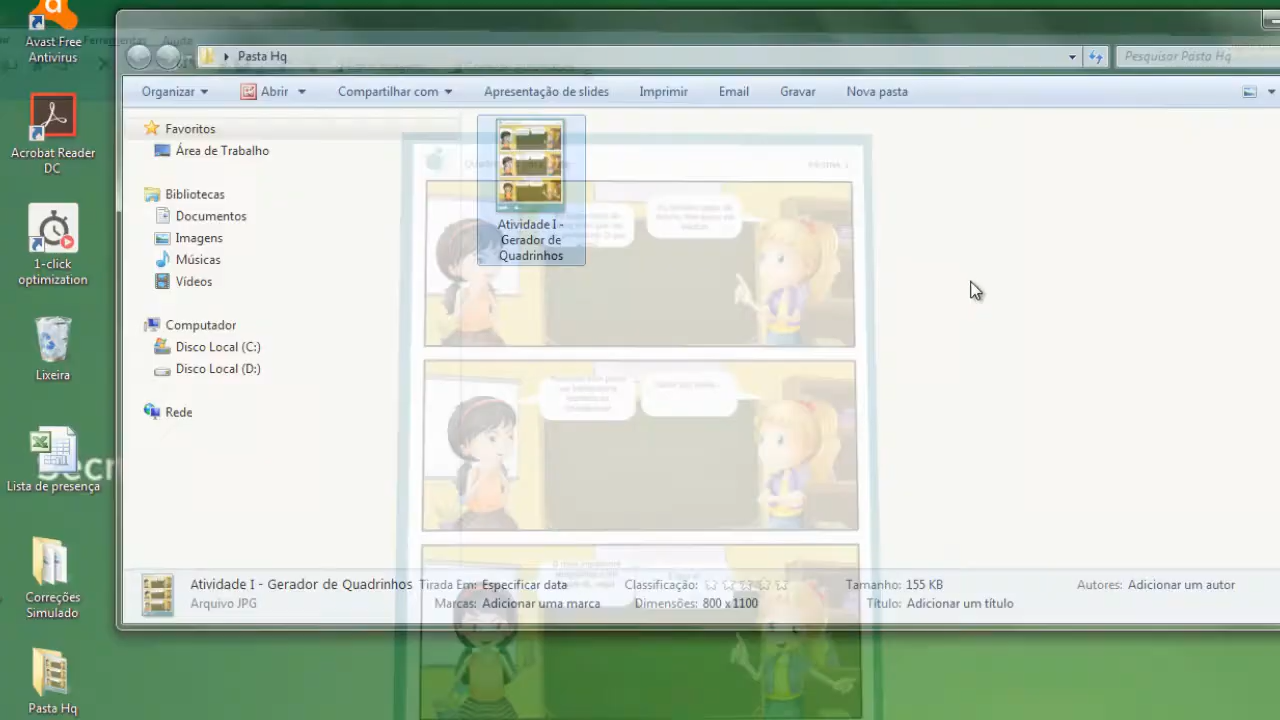 Avast Free
Antivirus
Acrobat Reader
DC
1-click
optimization
Lixeira
Secr
Lista de presença
Correções
Simulado
Pasta Hq
Ferramentas Ajuda
Pasta Hq
Pesquisar Pasta Hq
Organizar
Abrir
Compartilhar com
Apresentação de slides
Imprimir
Email
Gravar
Nova pasta
Favoritos
Área de Trabalho
Bibliotecas
Documentos
Imagens
Músicas
Vídeos
Computador
Disco Local (C:)
Disco Local (D:)
Rede
Atividade I -
Gerador de
Quadrinhos
Atividade I - Gerador de Quadrinhos
Arquivo JPG
Tirada Em: Especificar data
Marcas: Adicionar uma marca
Classificação:
Dimensões: 800 x 1100
Tamanho: 155 KB
Título: Adicionar um título
Autores: Adicionar um autor